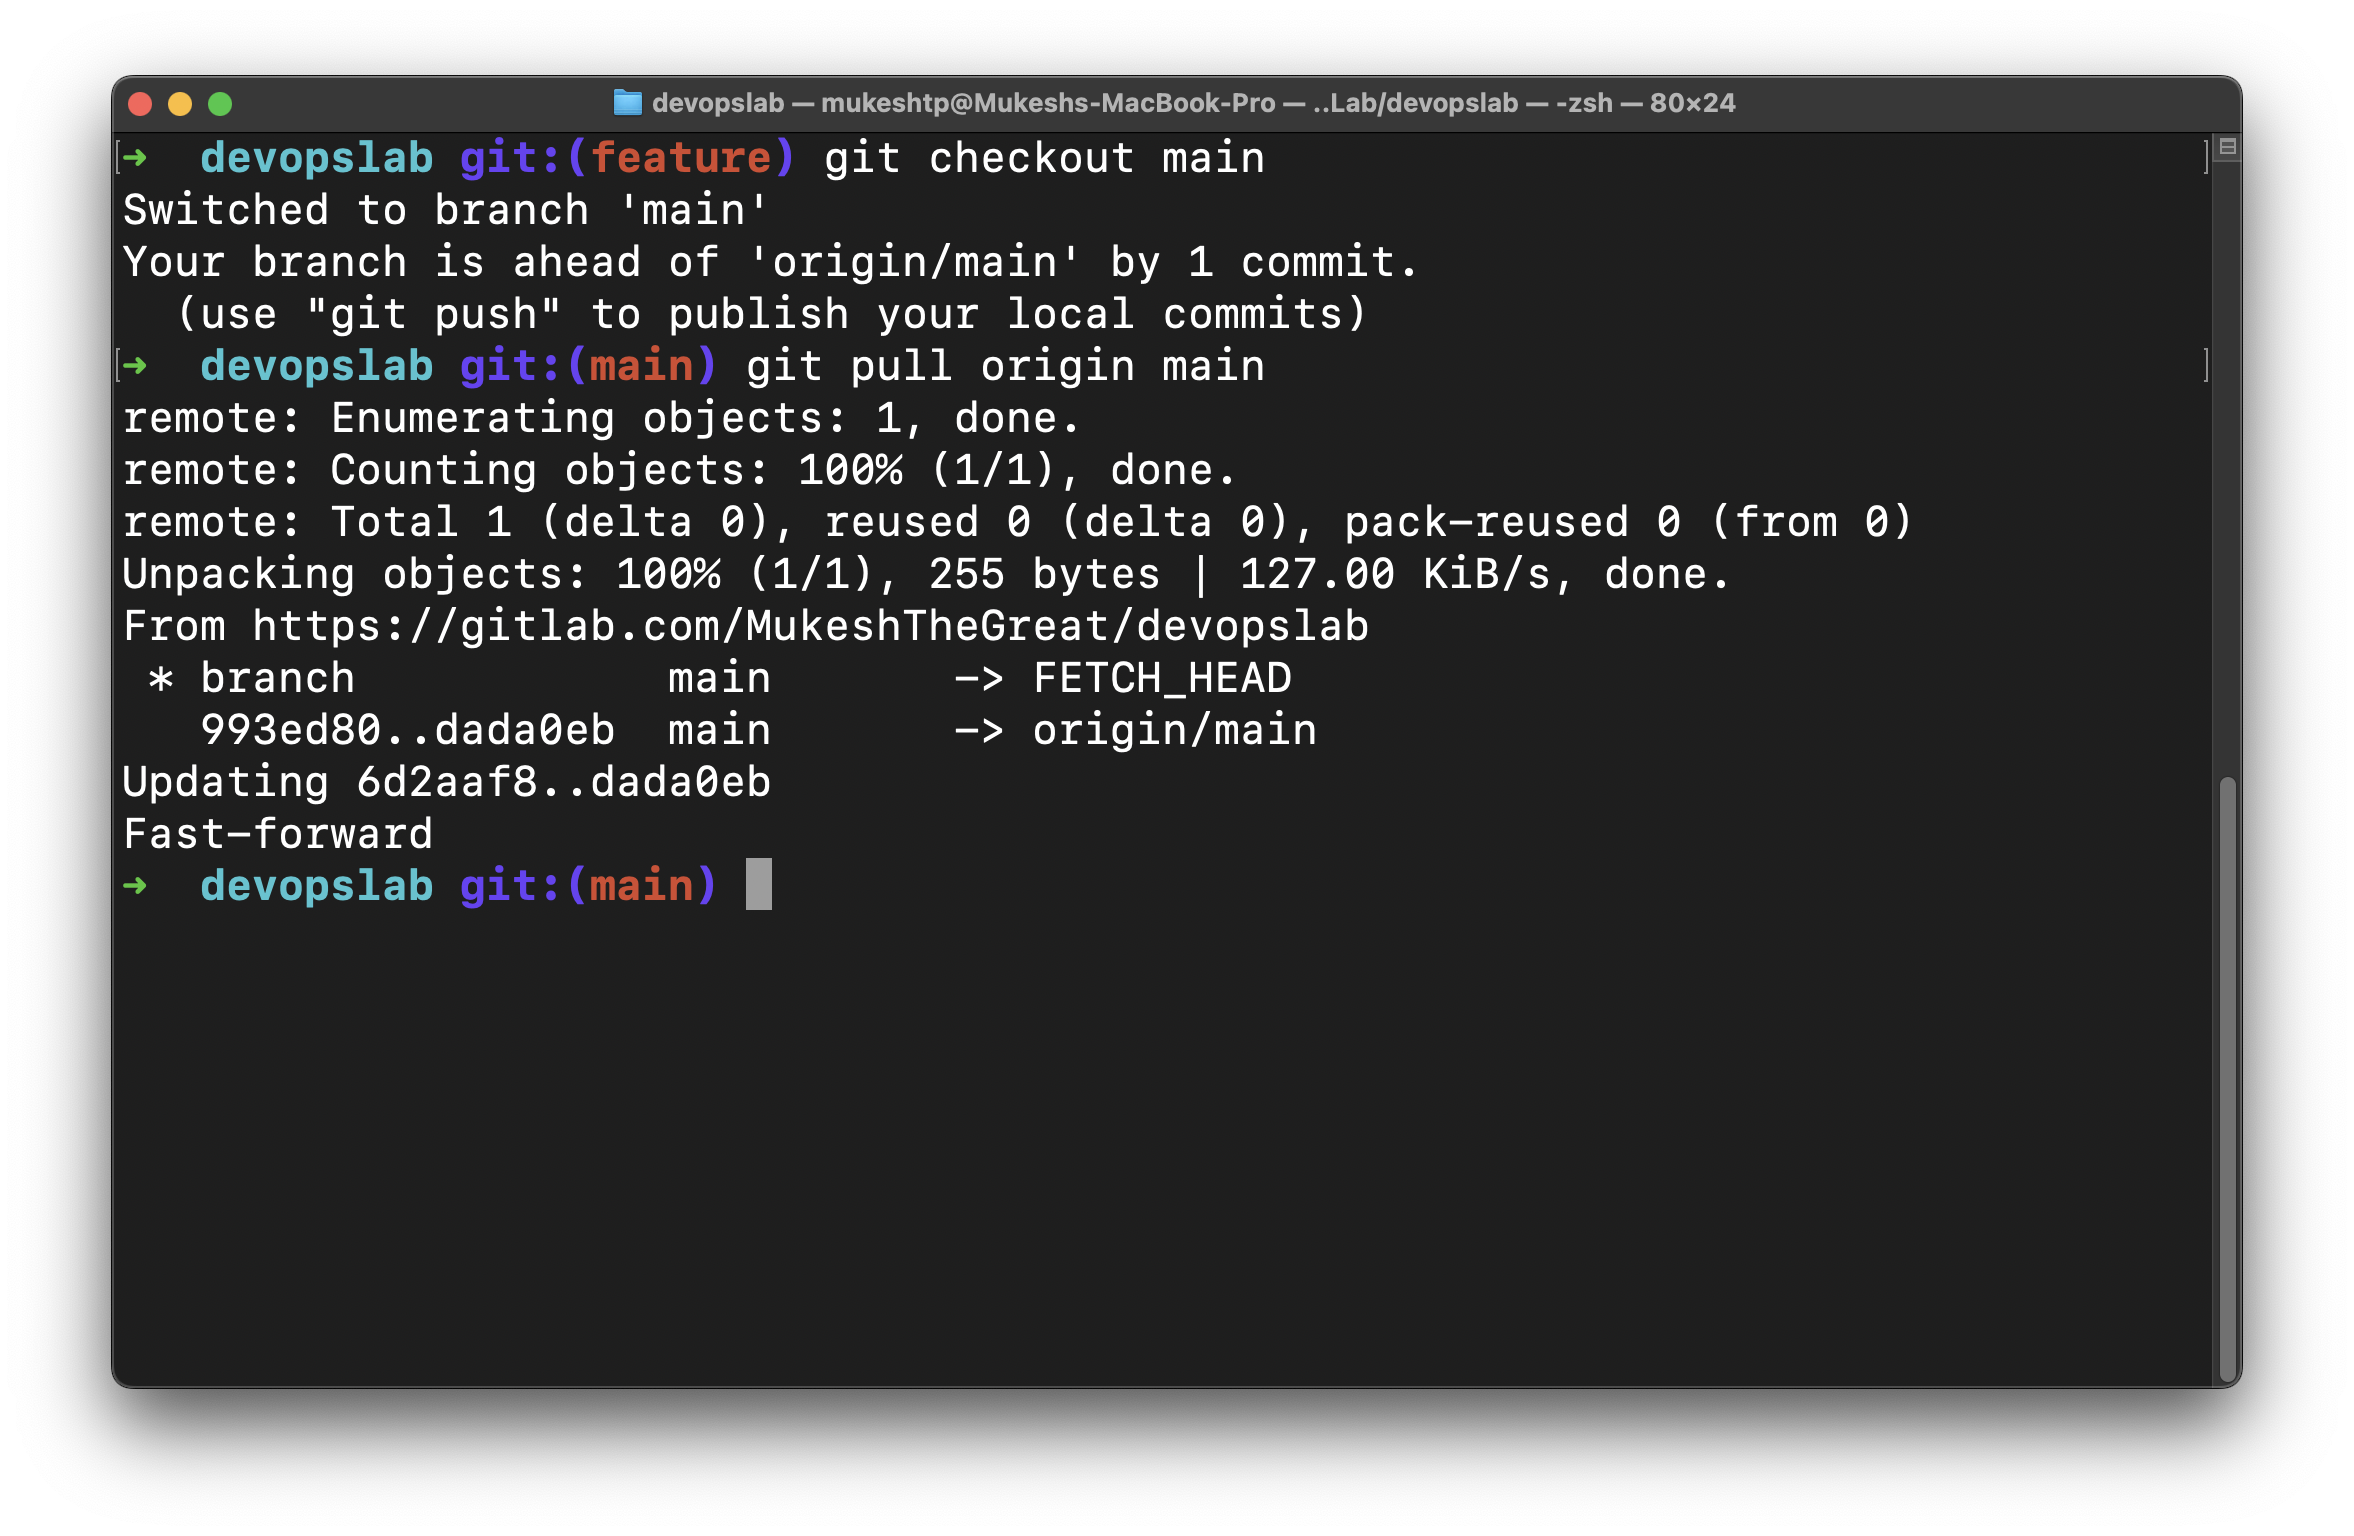 devopslab — mukeshtp@Mukeshs-MacBook-Pro — ..Lab/devopslab — -zsh — 80×24
[➜  devopslab git:(feature) git checkout main ]
Switched to branch 'main'
Your branch is ahead of 'origin/main' by 1 commit.
  (use "git push" to publish your local commits)
[➜  devopslab git:(main) git pull origin main ]
remote: Enumerating objects: 1, done.
remote: Counting objects: 100% (1/1), done.
remote: Total 1 (delta 0), reused 0 (delta 0), pack-reused 0 (from 0)
Unpacking objects: 100% (1/1), 255 bytes | 127.00 KiB/s, done.
From https://gitlab.com/MukeshTheGreat/devopslab
 * branch            main       -> FETCH_HEAD
   993ed80..dada0eb  main       -> origin/main
Updating 6d2aaf8..dada0eb
Fast-forward
➜  devopslab git:(main)